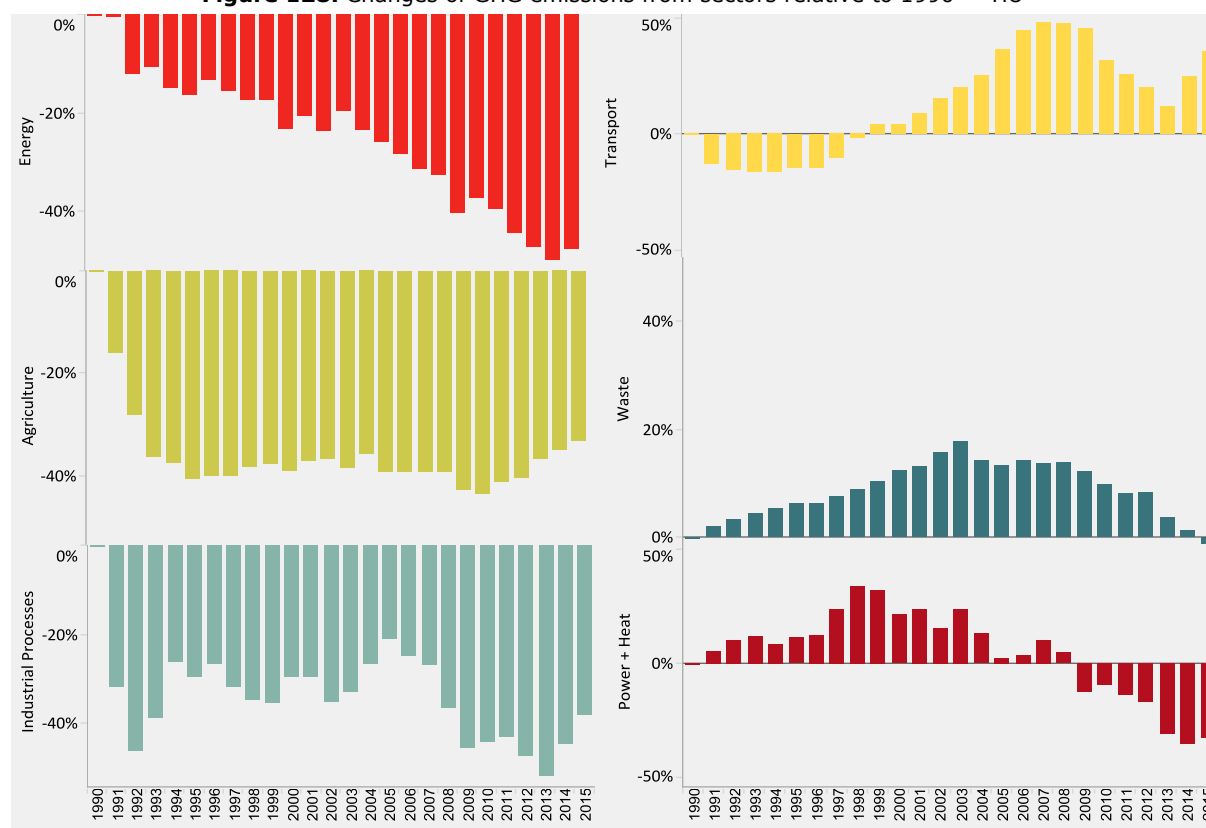 Figure 118. Changes of GHG emissions from sectors relative to 1990 — HU
0%
-20%
-40%
Energy
50%
0%
-50%
Transport
0%
-20%
-40%
Agriculture
40%
20%
0%
Waste
0%
-20%
-40%
Industrial Processes
50%
0%
-50%
Power + Heat
1990 1991 1992 1993 1994 1995 1996 1997 1998 1999 2000 2001 2002 2003 2004 2005 2006 2007 2008 2009 2010 2011 2012 2013 2014 2015
1990 1991 1992 1993 1994 1995 1996 1997 1998 1999 2000 2001 2002 2003 2004 2005 2006 2007 2008 2009 2010 2011 2012 2013 2014 2015